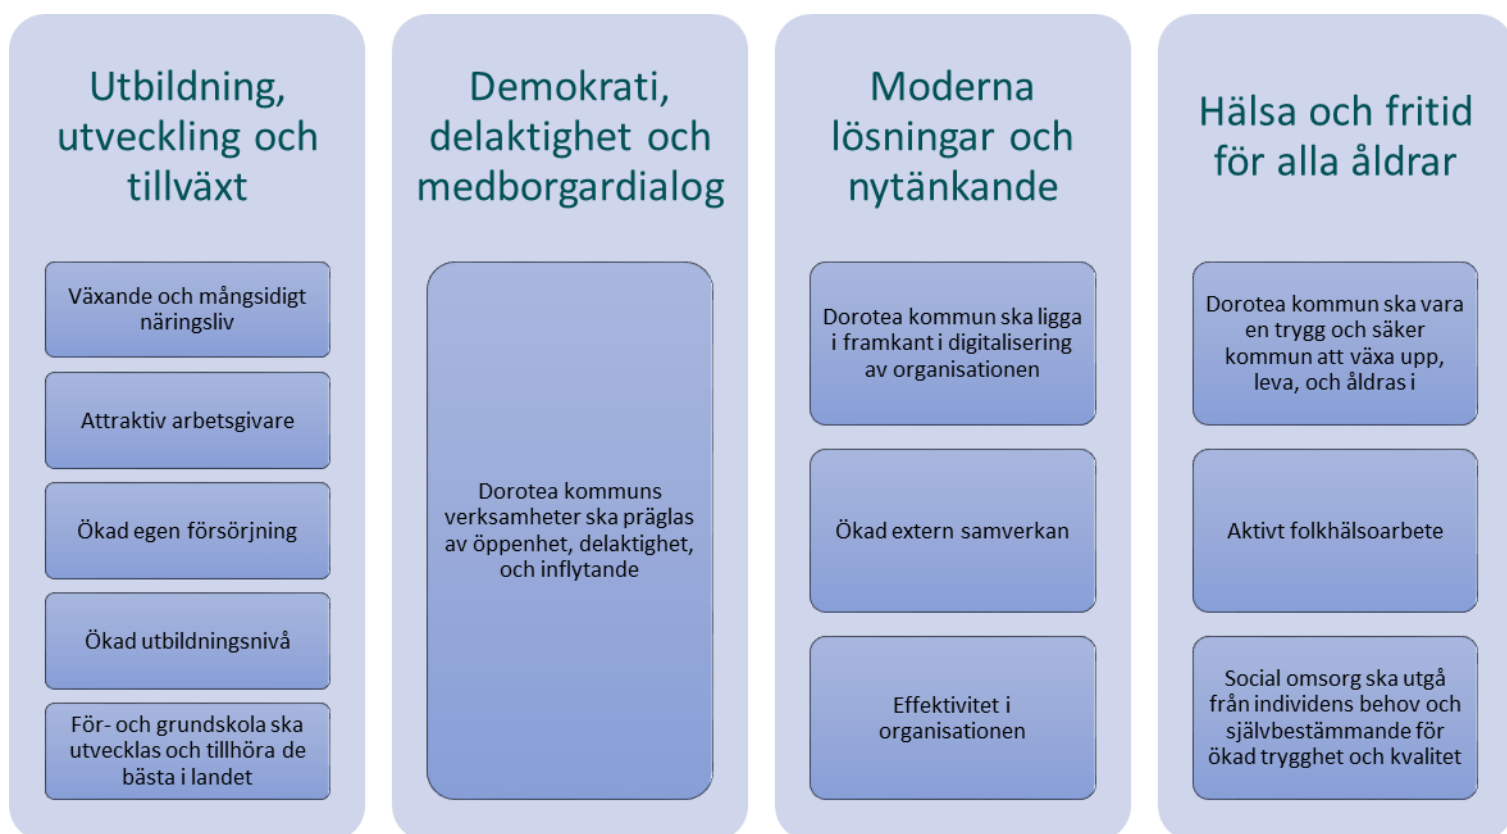 Utbildning,
utveckling och
tillväxt
Växande och mångsidigt
näringsliv
Attraktiv arbetsgivare
Ökad egen försörjning
Ökad utbildningsnivå
För- och grundskola ska
utvecklas och tillhöra de
bästa i landet
Demokrati,
delaktighet och
medborgardialog
Dorotea kommuns
verksamheter ska präglas
av öppenhet, delaktighet,
och inflytande
Moderna
lösningar och
nytänkande
Dorotea kommun ska ligga
i framkant i digitalisering
av organisationen
Ökad extern samverkan
Effektivitet i
organisationen
Hälsa och fritid
för alla åldrar
Dorotea kommun ska vara
en trygg och säker
kommun att växa upp,
leva, och åldras i
Aktivt folkhälsoarbete
Social omsorg ska utgå
från individens behov och
självbestämmande för
ökad trygghet och kvalitet